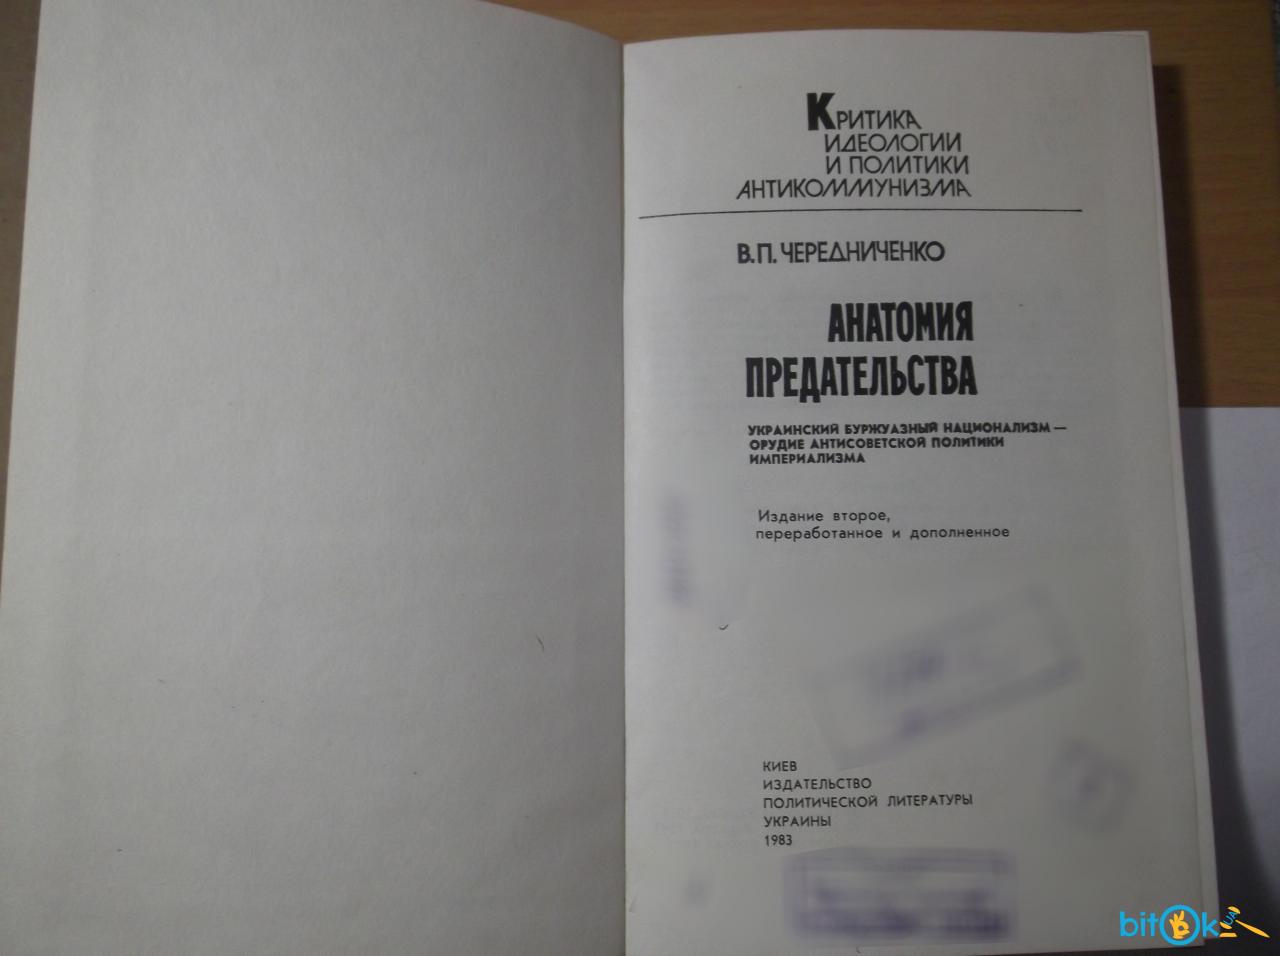 Критика
идеологии
и политики
антикоммунизма
В.П. ЧЕРЕДНИЧЕНКО
АНАТОМИЯ
ПРЕДАТЕЛЬСТВА
УКРАИНСКИЙ БУРЖУАЗНЫЙ НАЦИОНАЛИЗМ —
ОРУДИЕ АНТИСОВЕТСКОЙ ПОЛИТИКИ
ИМПЕРИАЛИЗМА
Издание второе,
переработанное и дополненное
КИЕВ
ИЗДАТЕЛЬСТВО
ПОЛИТИЧЕСКОЙ ЛИТЕРАТУРЫ
УКРАИНЫ
1983
bitOk UA